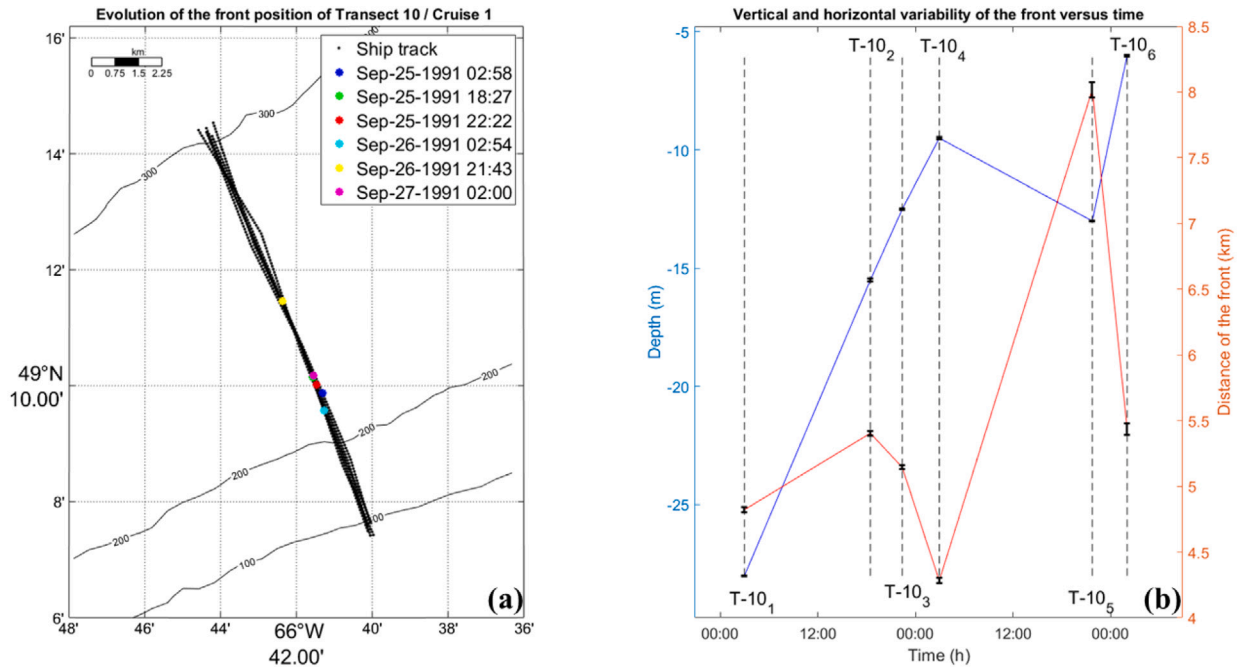 Evolution of the front position of Transect 10 / Cruise 1
16'
14'
12'
49°N
10.00'
8'
6'
48'
46'
44'
66°W
42.00'
40'
38'
36'
km
0 0.75 1.5 2.25
Ship track
Sep-25-1991 02:58
Sep-25-1991 18:27
Sep-25-1991 22:22
Sep-26-1991 02:54
Sep-26-1991 21:43
Sep-27-1991 02:00
300
300
300
200
200
200
200
100
100
(a)
Vertical and horizontal variability of the front versus time
-5
-10
-15
-20
-25
Depth (m)
T-10₂
T-10₄
T-10₆
T-10₁
T-10₃
T-10₅
(b)
8.5
8
7.5
7
6.5
6
5.5
5
4.5
4
Distance of the front (km)
00:00
12:00
00:00
12:00
00:00
Time (h)